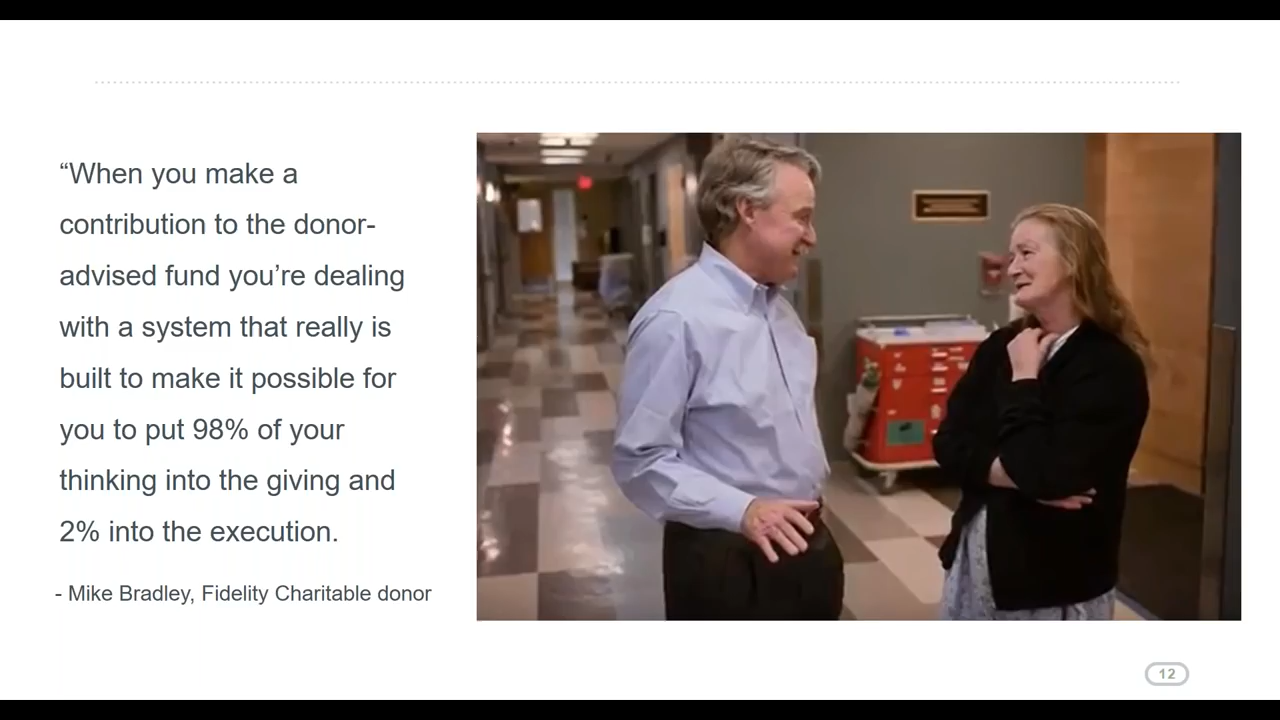 “When you make a
contribution to the donor-
advised fund you’re dealing
with a system that really is
built to make it possible for
you to put 98% of your
thinking into the giving and
2% into the execution.
- Mike Bradley, Fidelity Charitable donor
12